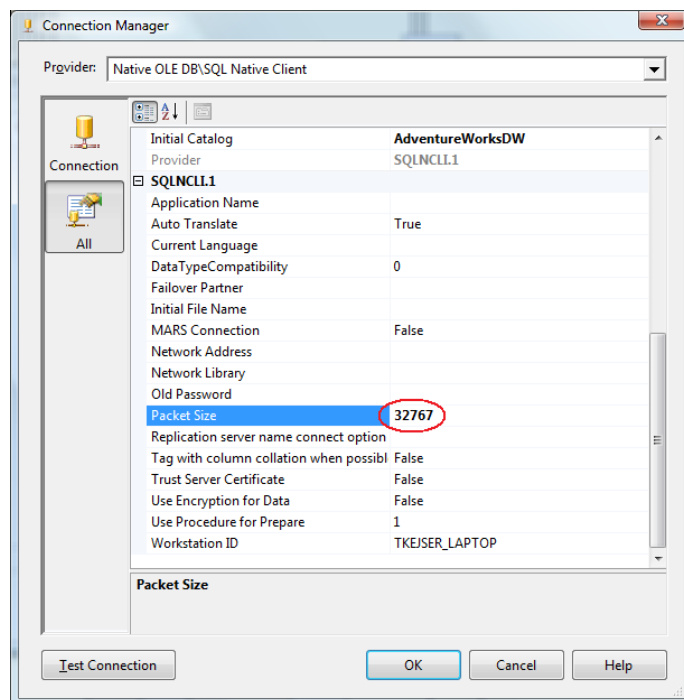 Connection Manager
Provider: Native OLE DB\SQL Native Client
Connection
All
Initial Catalog AdventureWorksDW
Provider SQLNCLI.1
SQLNCLI.1
Application Name
Auto Translate True
Current Language
DataTypeCompatibility 0
Failover Partner
Initial File Name
MARS Connection False
Network Address
Network Library
Old Password
Packet Size 32767
Replication server name connect option
Tag with column collation when possibl False
Trust Server Certificate False
Use Encryption for Data False
Use Procedure for Prepare 1
Workstation ID TKEJSER_LAPTOP
Packet Size
Test Connection OK Cancel Help